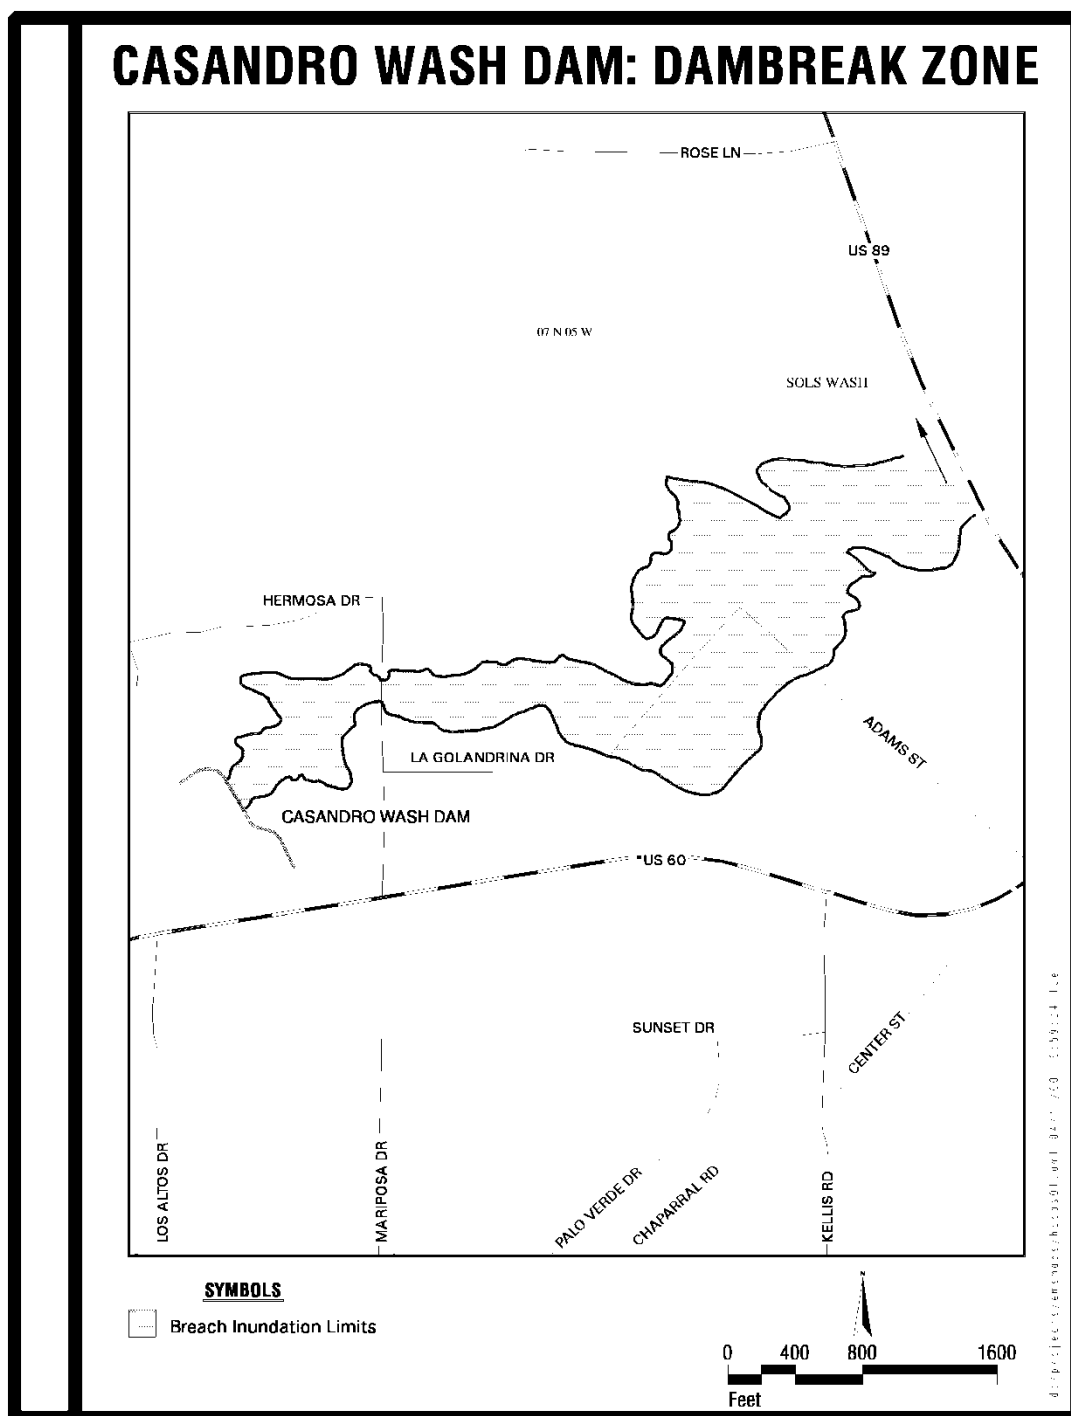 CASANDRO WASH DAM: DAMBREAK ZONE
ROSE LN
US 89
07 N 05 W
SOLS WASH
HERMOSA DR
ADAMS ST
LA GOLANDRINA DR
CASANDRO WASH DAM
US 60
SUNSET DR
CENTER ST
LOS ALTOS DR
MARIPOSA DR
PALO VERDE DR
CHAPARRAL RD
KELLIS RD
SYMBOLS
Breach Inundation Limits
N
0 400 800 1600
Feet